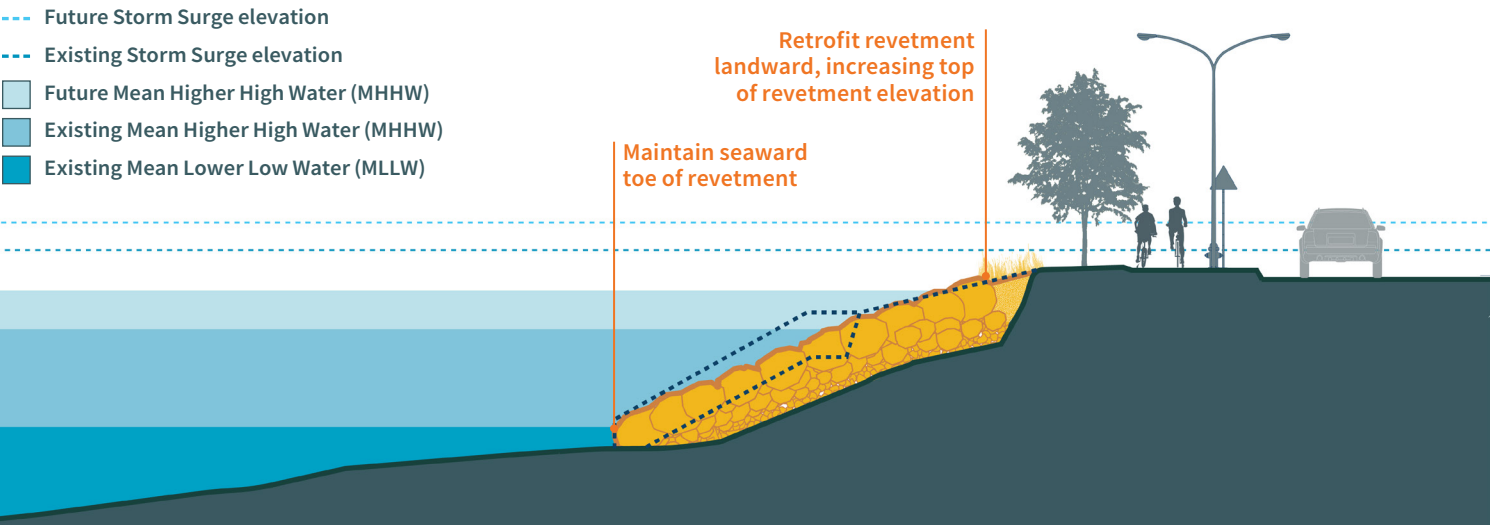 Future Storm Surge elevation
Existing Storm Surge elevation
Future Mean Higher High Water (MHHW)
Existing Mean Higher High Water (MHHW)
Existing Mean Lower Low Water (MLLW)
Retrofit revetment
landward, increasing top
of revetment elevation
Maintain seaward
toe of revetment